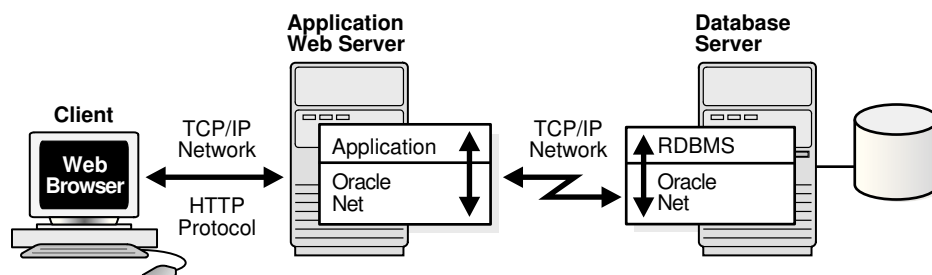 Application
Web Server
Database
Server
Client
Web
Browser
TCP/IP
Network
HTTP
Protocol
Application
Oracle
Net
TCP/IP
Network
RDBMS
Oracle
Net